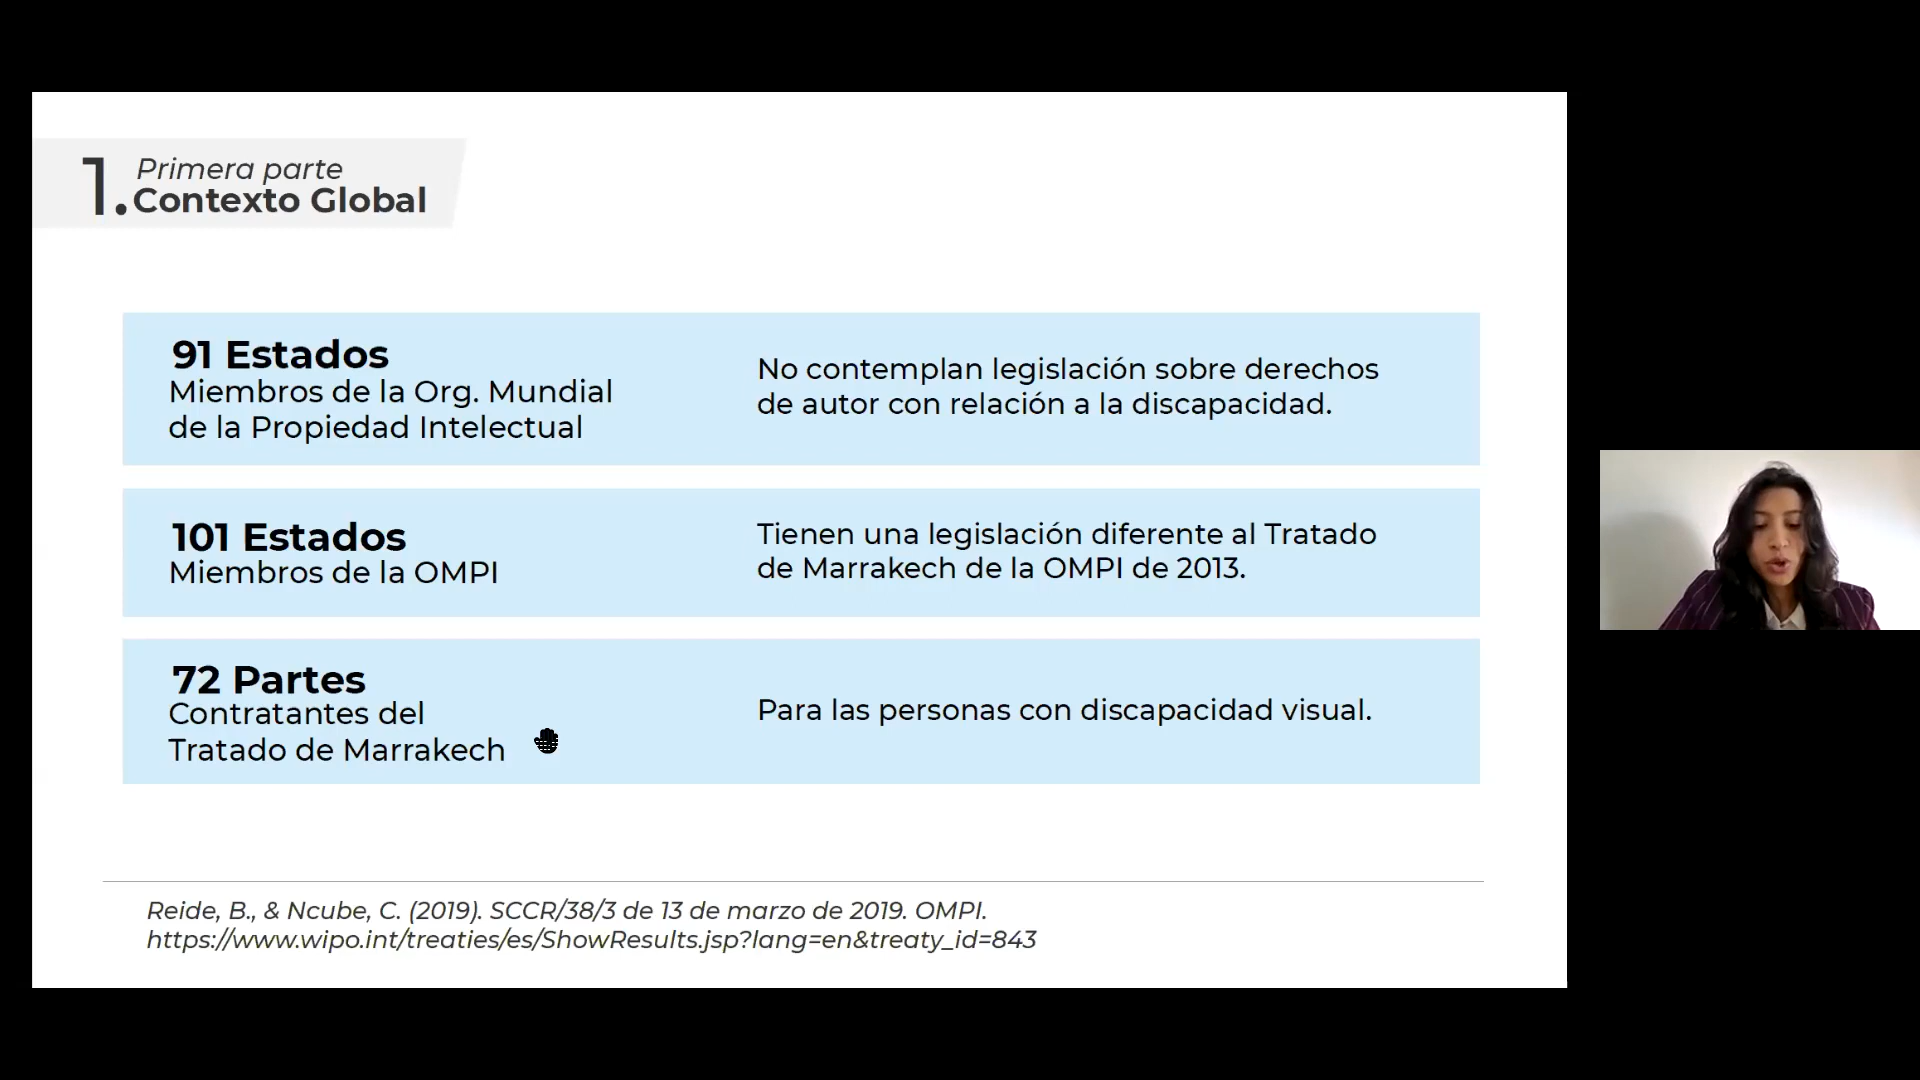 1.
Primera parte
Contexto Global
91 Estados
Miembros de la Org. Mundial
de la Propiedad Intelectual
No contemplan legislación sobre derechos
de autor con relación a la discapacidad.
101 Estados
Miembros de la OMPI
Tienen una legislación diferente al Tratado
de Marrakech de la OMPI de 2013.
72 Partes
Contratantes del
Tratado de Marrakech
Para las personas con discapacidad visual.
Reide, B., & Ncube, C. (2019). SCCR/38/3 de 13 de marzo de 2019. OMPI.
https://www.wipo.int/treaties/es/ShowResults.jsp?lang=en&treaty_id=843